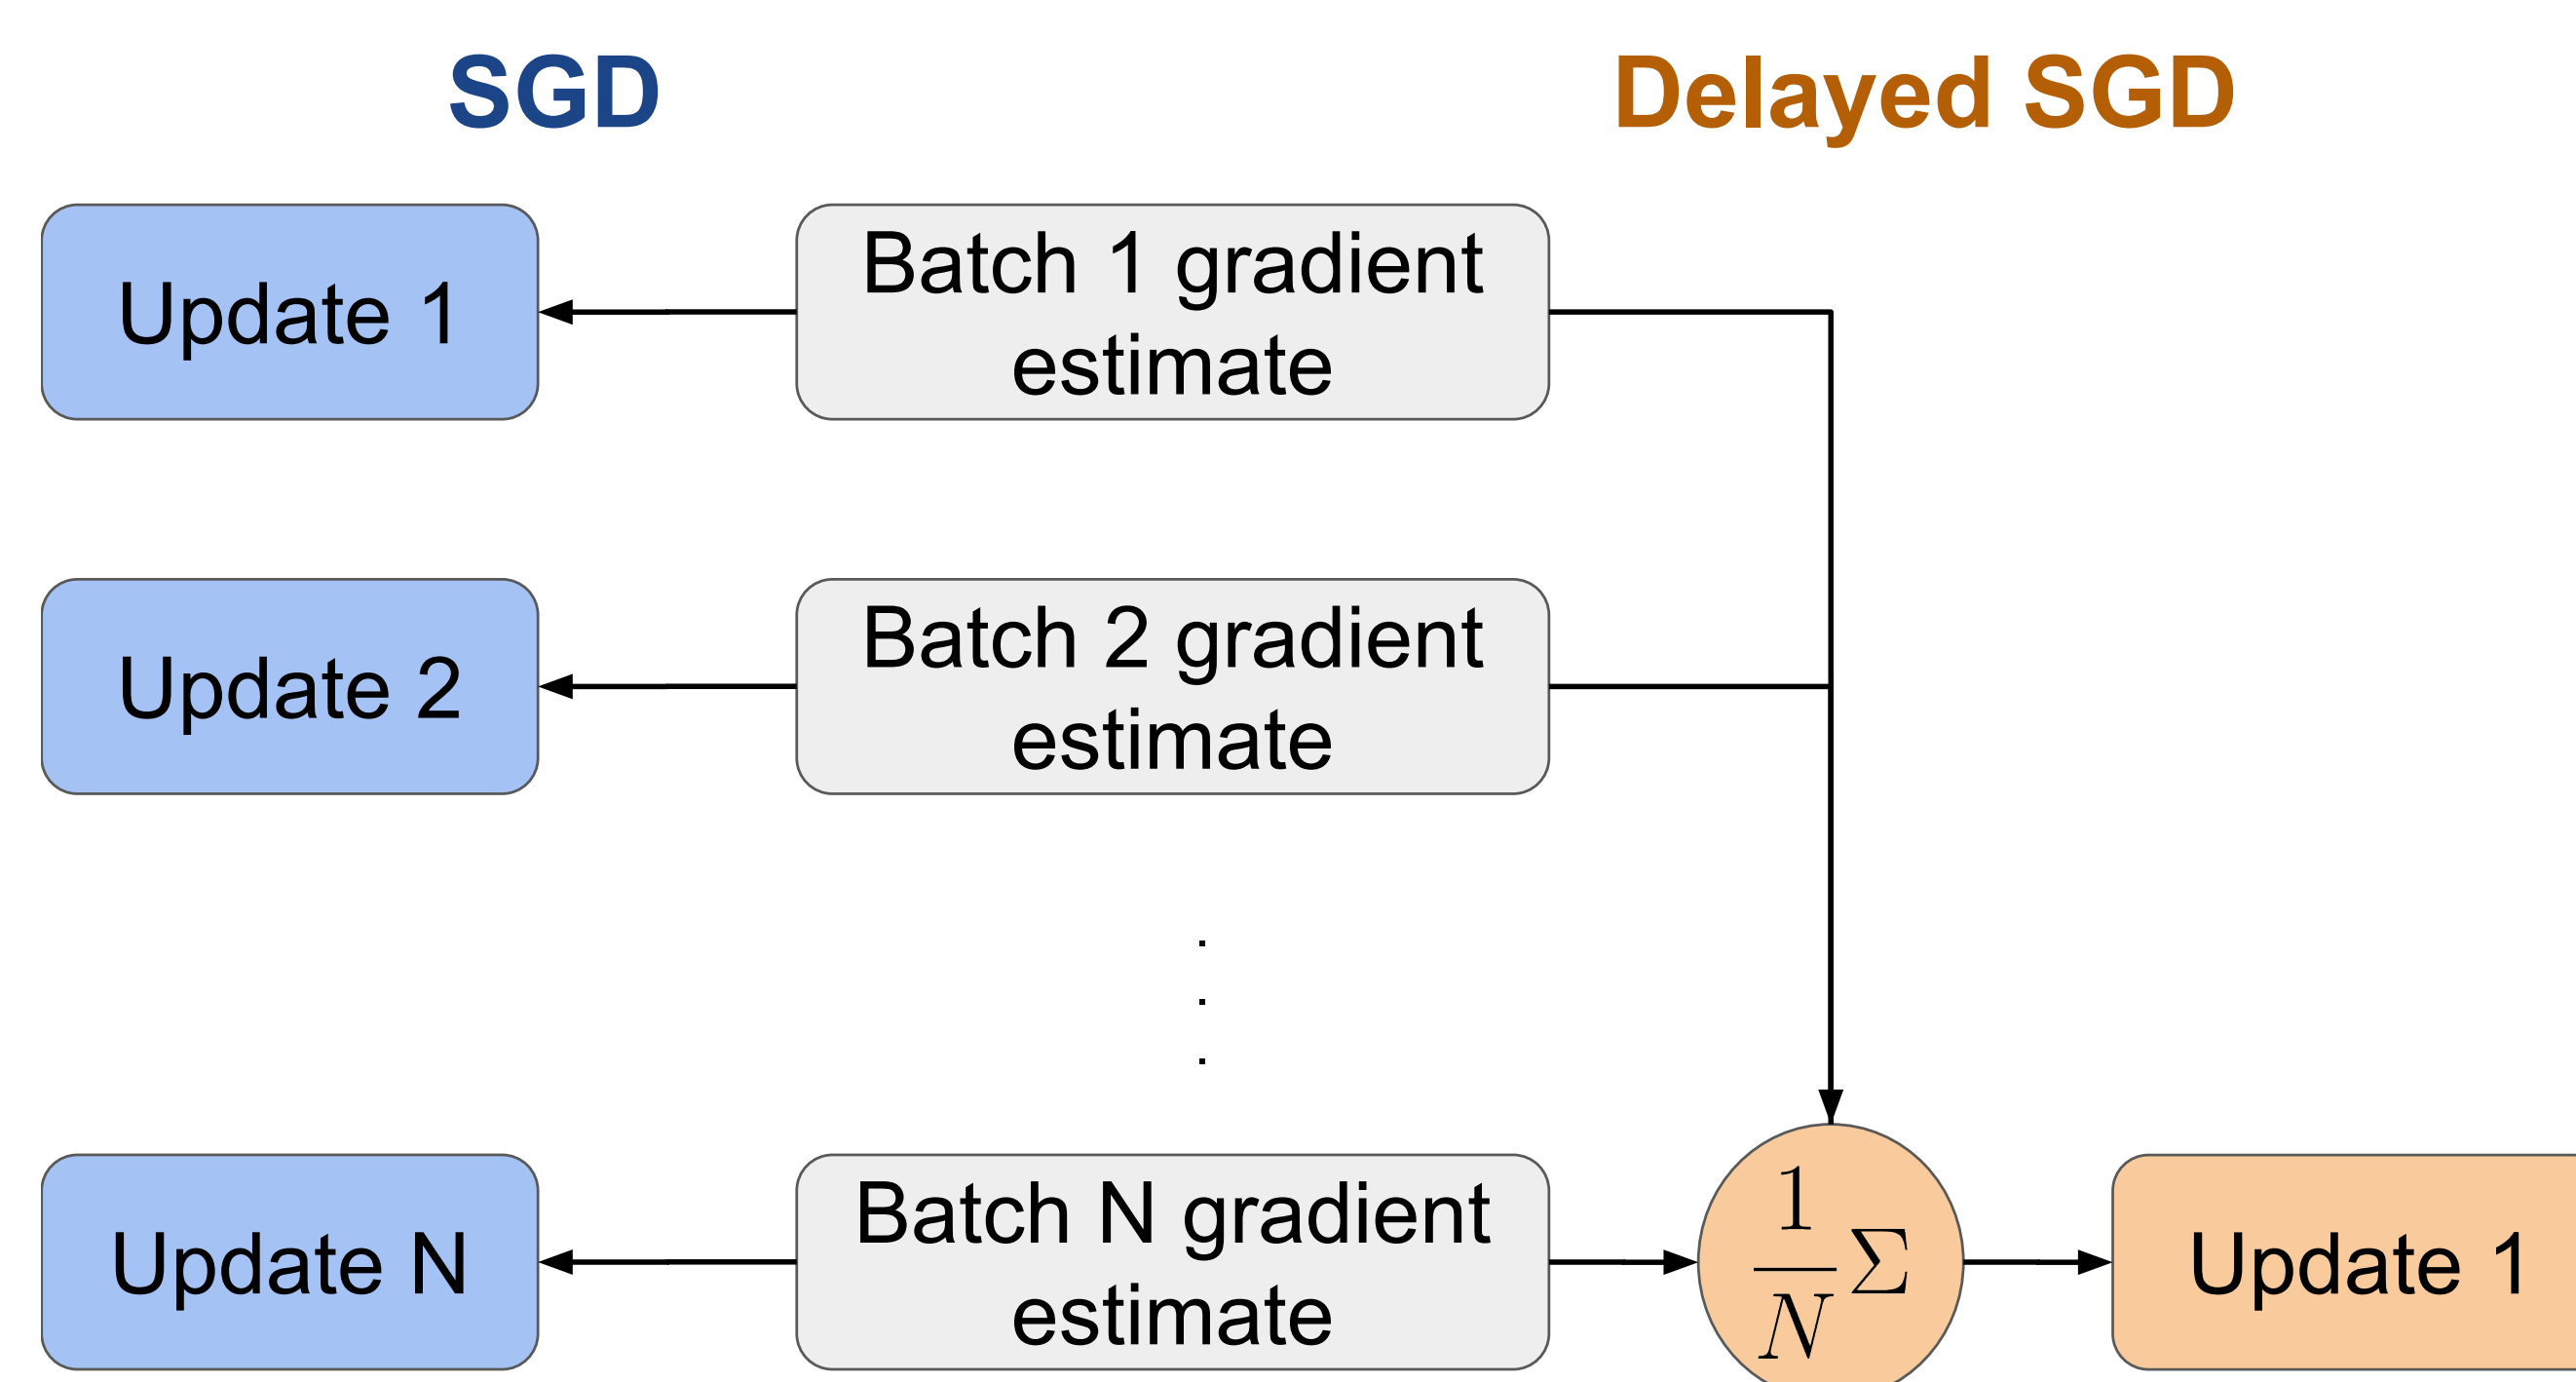 SGD
Delayed SGD
Update 1
Batch 1 gradient
estimate
Update 2
Batch 2 gradient
estimate
.
.
.
Update N
Batch N gradient
estimate
1
N
Σ
Update 1